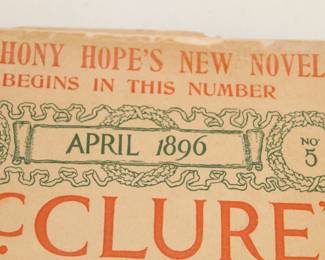 HONY HOPE'S NEW NOVEL
BEGINS IN THIS NUMBER
APRIL 1896
NO 5
CCLURE'